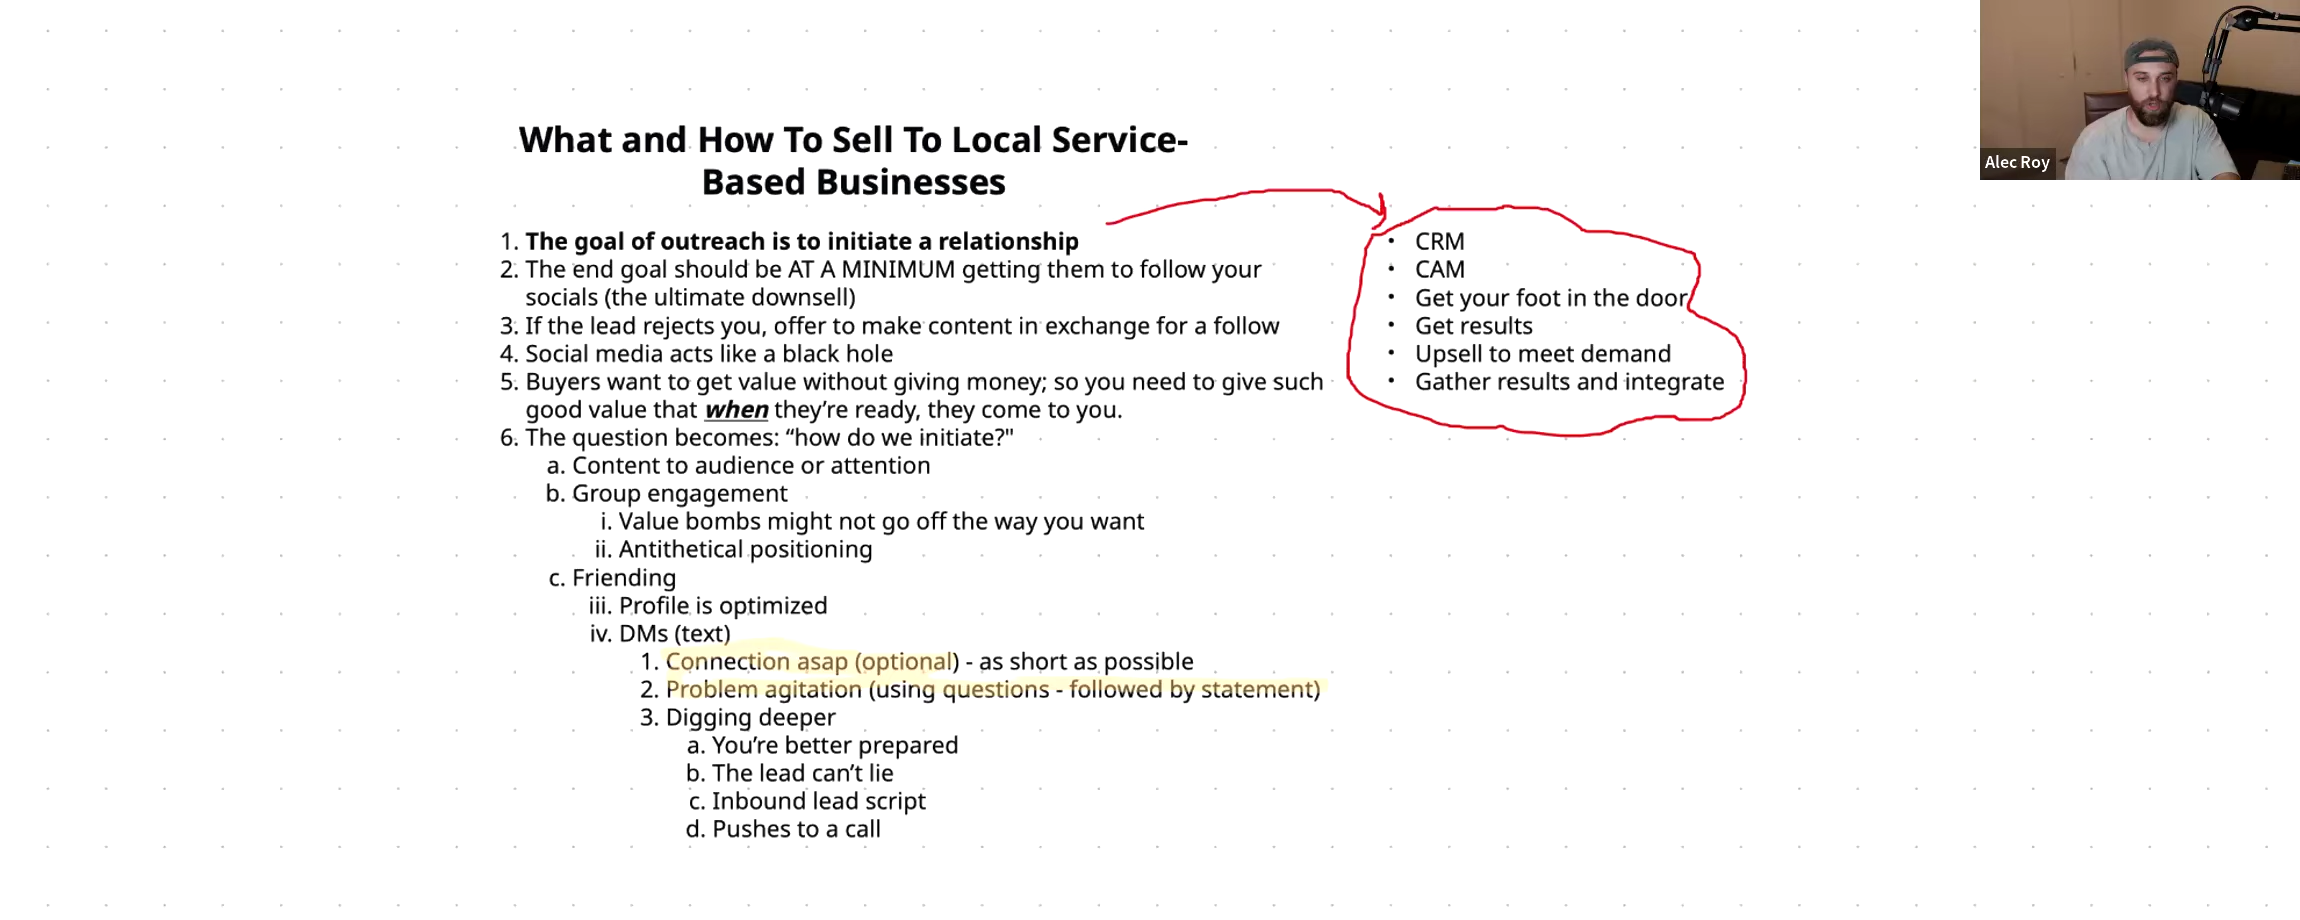 What and How To Sell To Local Service-
Based Businesses
1. The goal of outreach is to initiate a relationship
2. The end goal should be AT A MINIMUM getting them to follow your
socials (the ultimate downsell)
3. If the lead rejects you, offer to make content in exchange for a follow
4. Social media acts like a black hole
5. Buyers want to get value without giving money; so you need to give such
good value that when they’re ready, they come to you.
6. The question becomes: “how do we initiate?"
a. Content to audience or attention
b. Group engagement
i. Value bombs might not go off the way you want
ii. Antithetical positioning
c. Friending
iii. Profile is optimized
iv. DMs (text)
1. Connection asap (optional) - as short as possible
2. Problem agitation (using questions - followed by statement)
3. Digging deeper
a. You’re better prepared
b. The lead can’t lie
c. Inbound lead script
d. Pushes to a call
• CRM
• CAM
• Get your foot in the door
• Get results
• Upsell to meet demand
• Gather results and integrate
Alec Roy